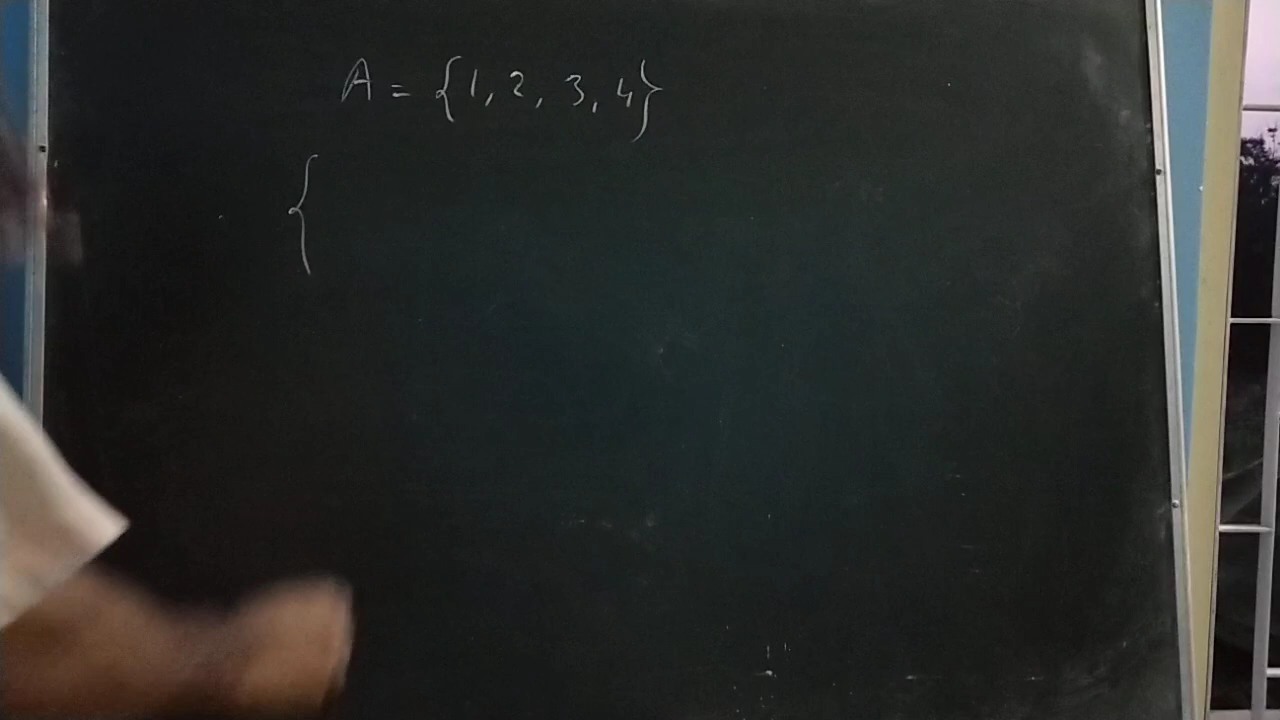 A = {1, 2, 3, 4}
{